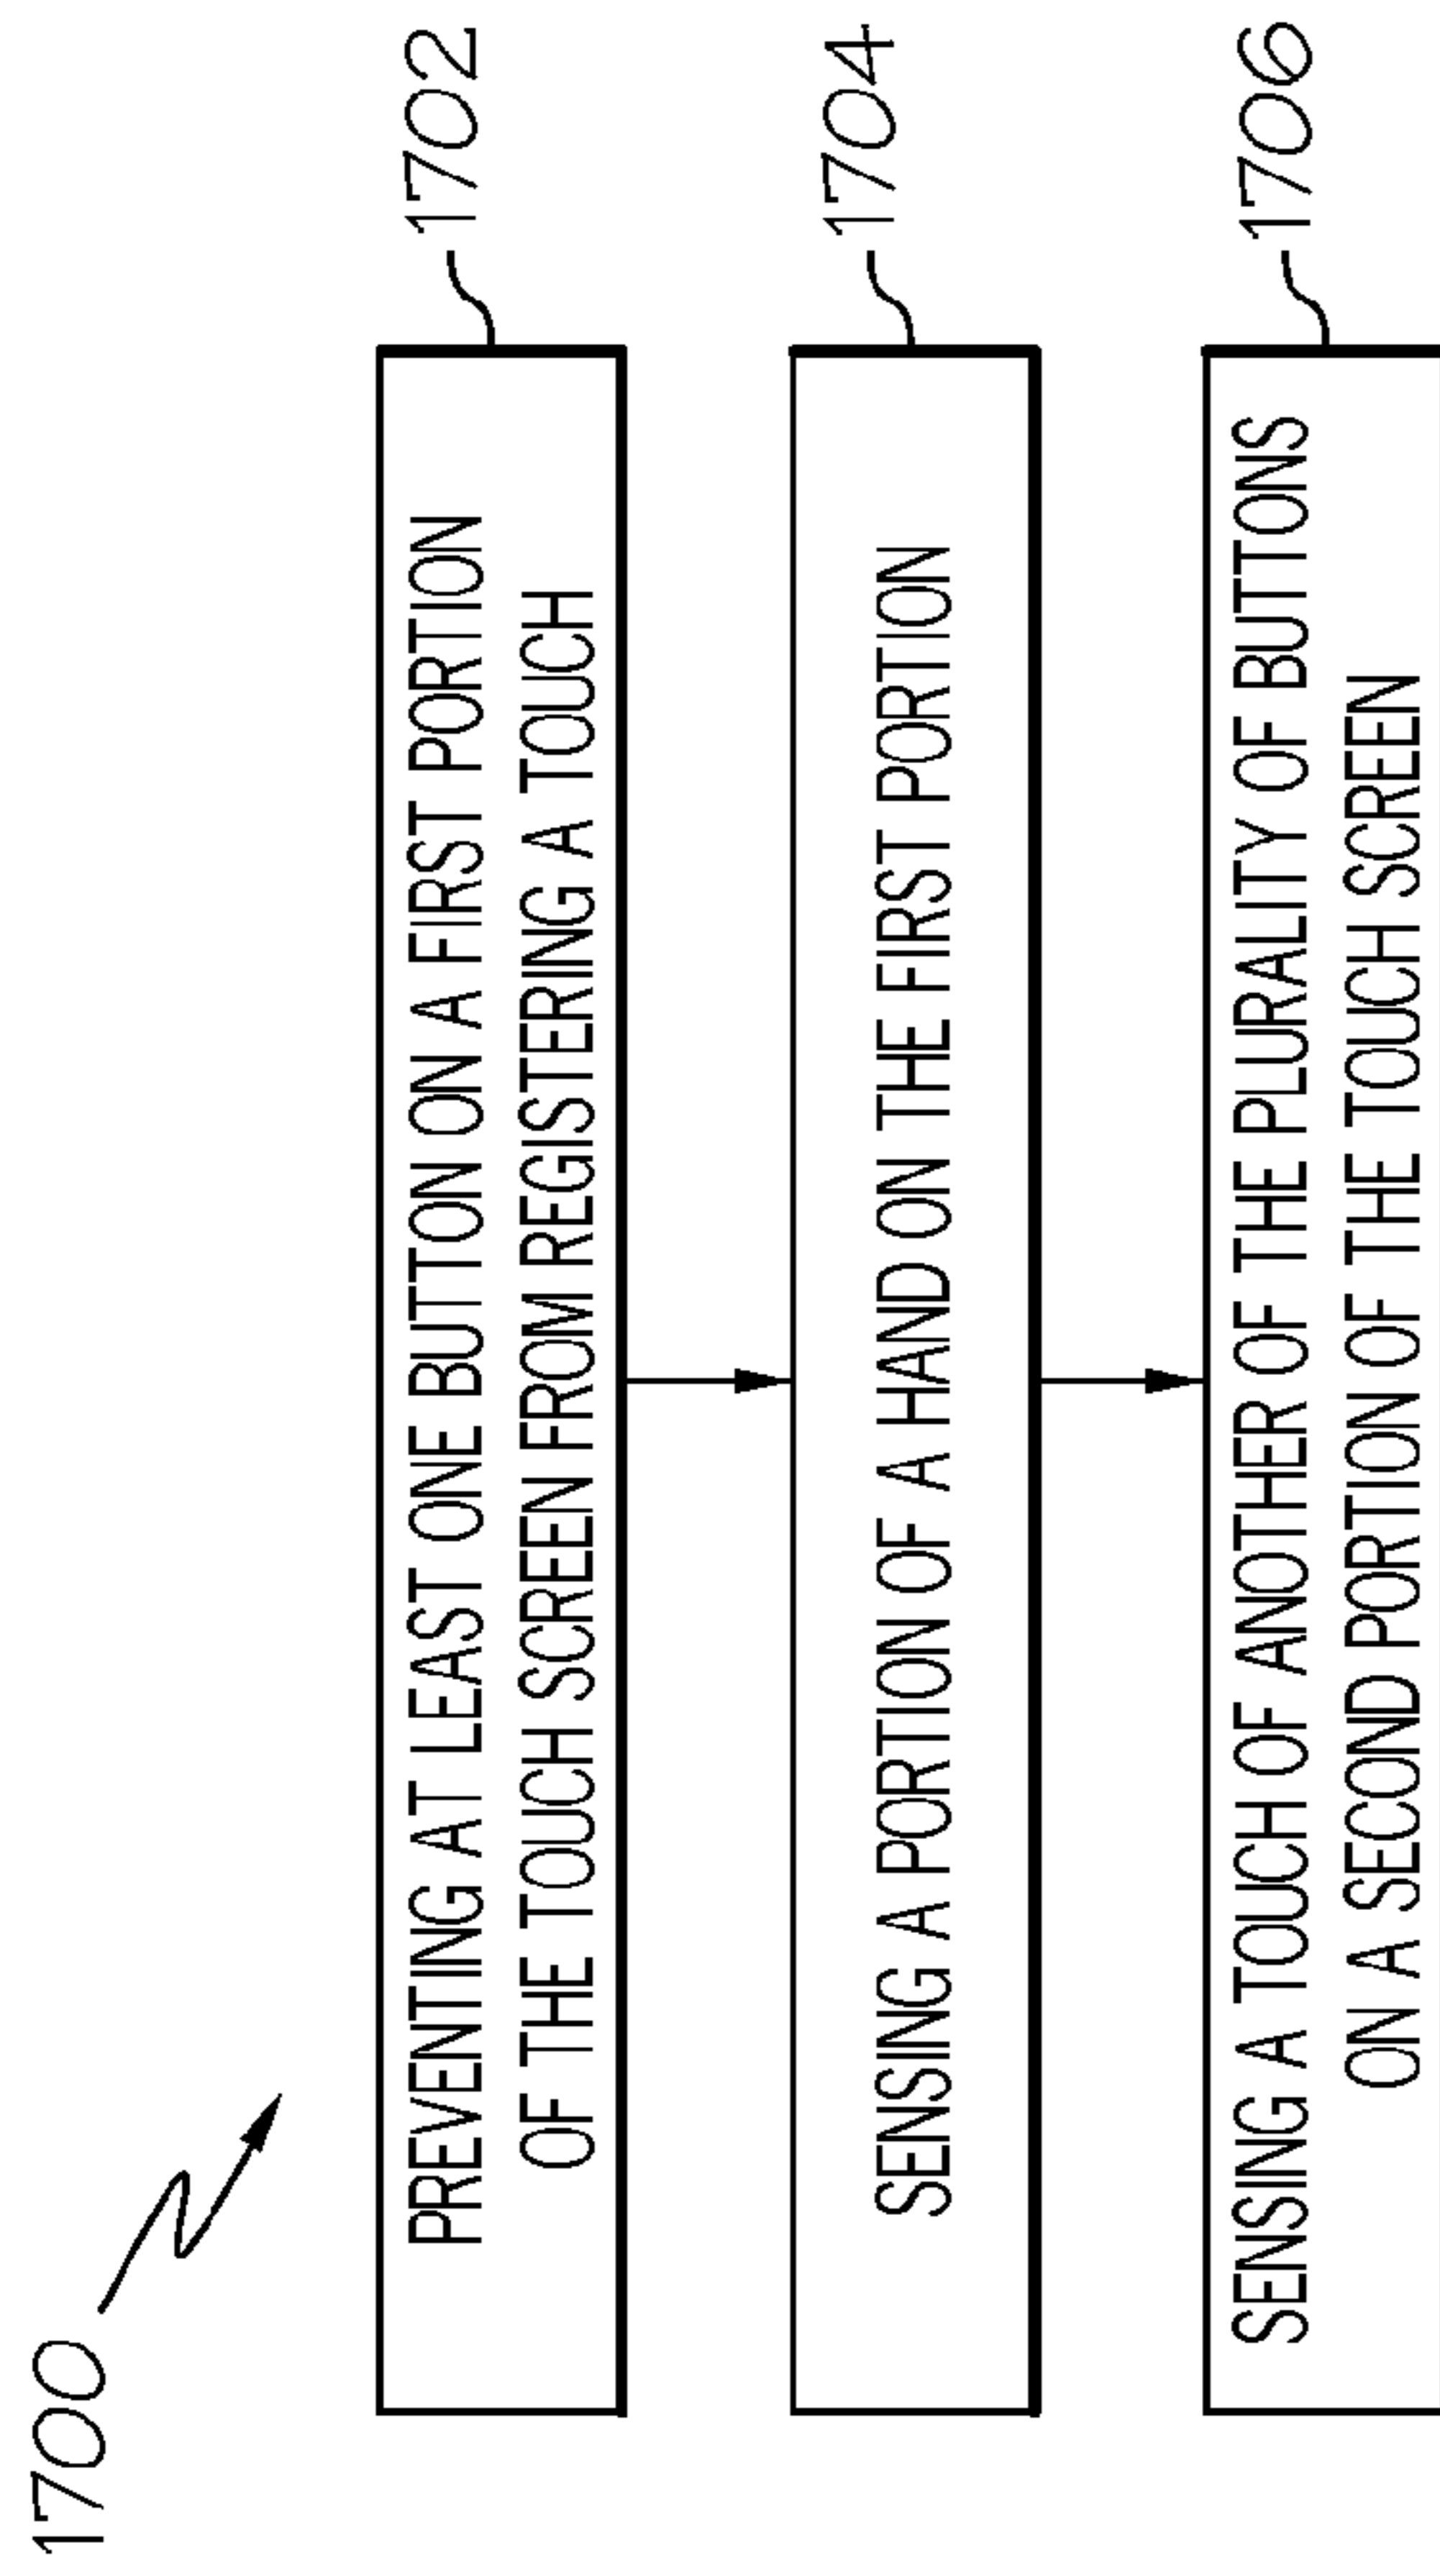 1700
PREVENTING AT LEAST ONE BUTTON ON A FIRST PORTION
OF THE TOUCH SCREEN FROM REGISTERING A TOUCH
1702
SENSING A PORTION OF A HAND ON THE FIRST PORTION
1704
SENSING A TOUCH OF ANOTHER OF THE PLURALITY OF BUTTONS
ON A SECOND PORTION OF THE TOUCH SCREEN
1706